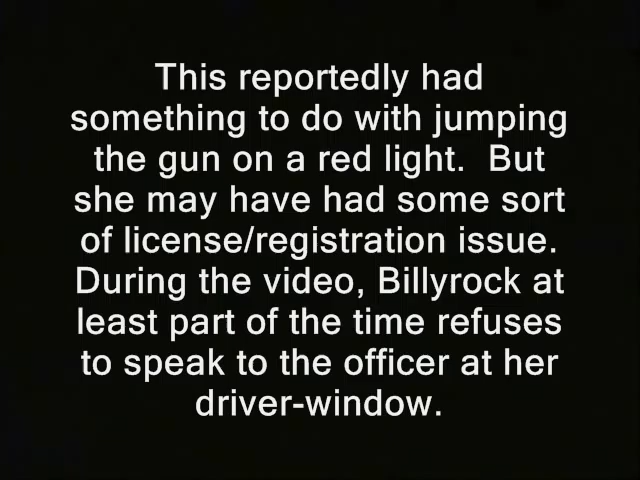 This reportedly had
something to do with jumping
the gun on a red light.  But
she may have had some sort
of license/registration issue.
During the video, Billyrock at
least part of the time refuses
to speak to the officer at her
driver-window.